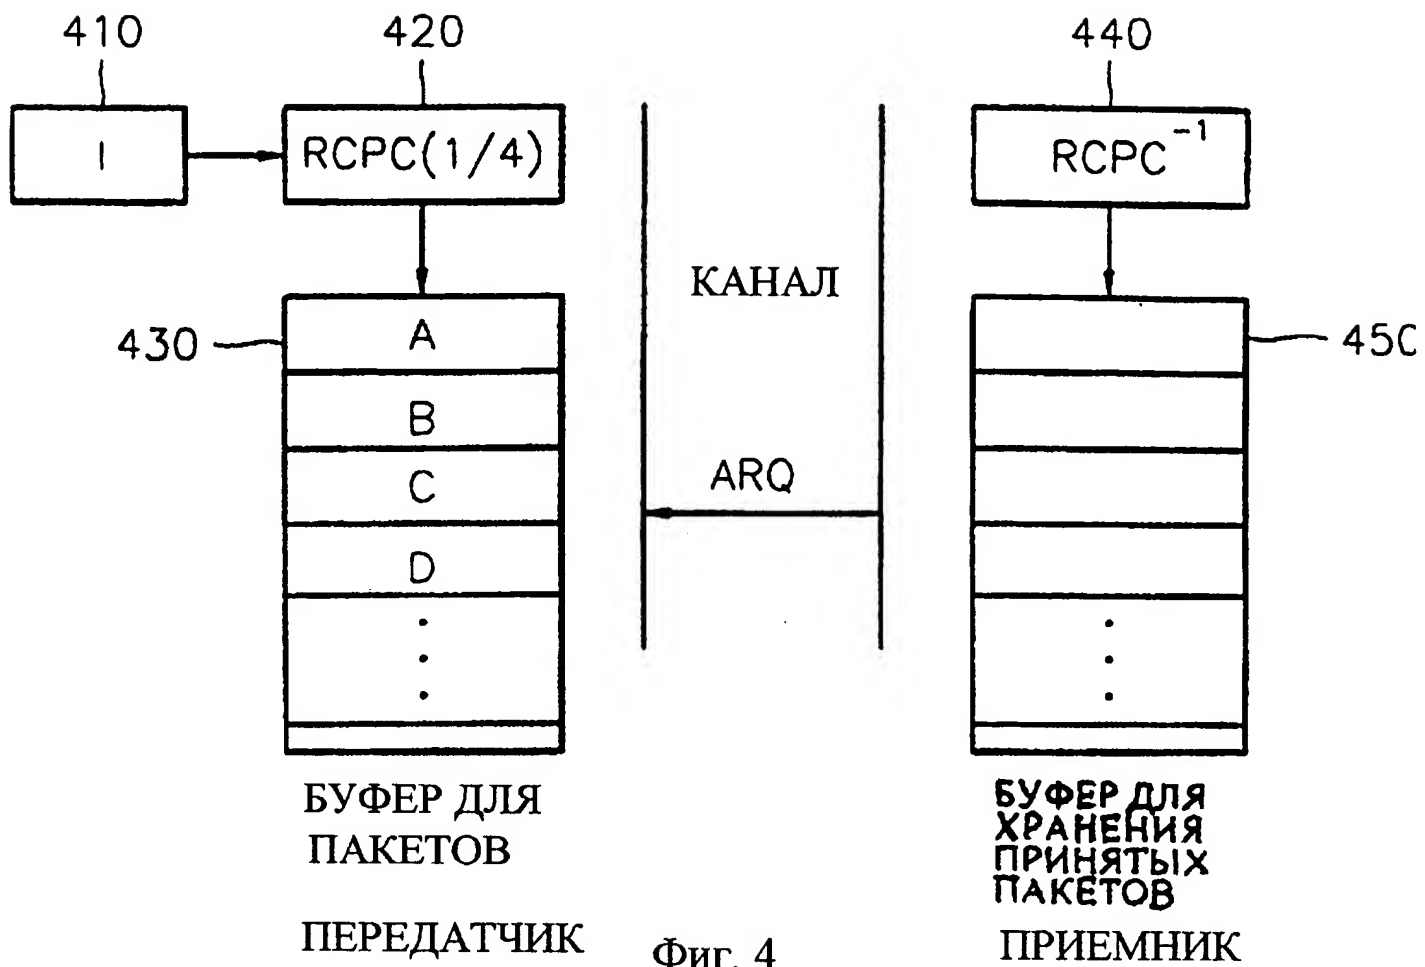 410
420
440
I
RCPC(1/4)
RCPC⁻¹
КАНАЛ
430
A
450
B
C
ARQ
D
БУФЕР ДЛЯ
ПАКЕТОВ
БУФЕР ДЛЯ
ХРАНЕНИЯ
ПРИНЯТЫХ
ПАКЕТОВ
ПЕРЕДАТЧИК
Фиг. 4
ПРИЕМНИК